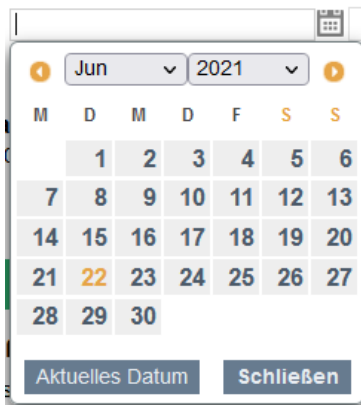 Jun 2021
M D M D F S S
1 2 3 4 5 6
7 8 9 10 11 12 13
14 15 16 17 18 19 20
21 22 23 24 25 26 27
28 29 30
Aktuelles Datum Schließen